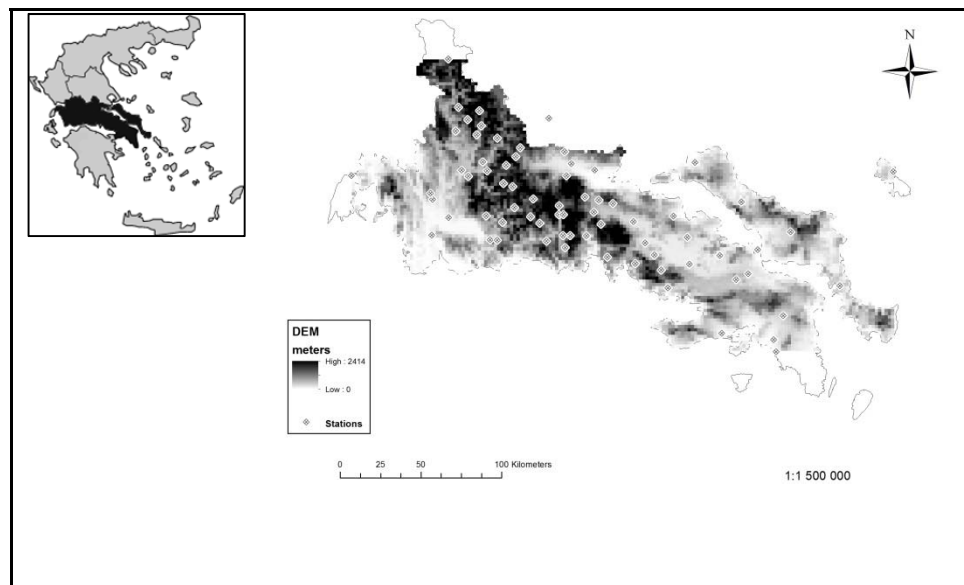 N
DEM
meters
High : 2414
Low : 0
Stations
0 25 50 100 Kilometers
1:1 500 000